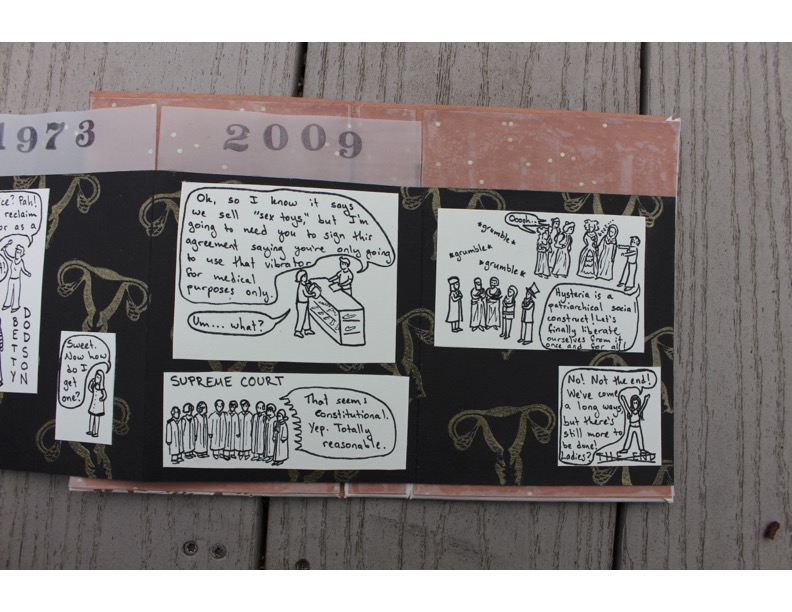 1973
2009
ice? Pah!
reclaim
or as a
BETTY
DODSON
Sweet.
Now how
do I
get
one?
Ok, so I know it says
we sell "sex toys," but I'm
going to need you to sign this
agreement saying you're only going
to use that vibrator
for medical
purposes only.
Um... what?
SUPREME COURT
That seems
constitutional.
Yep. Totally
reasonable.
Ooooh...
*grumble*
*grumble*
*grumble*
Hysteria is a
patriarchical social
construct! Let's
finally liberate
ourselves from it
once and for all!
No! Not the end!
We've come
a long ways,
but there's
still more to
be done!
Ladies?
THE END